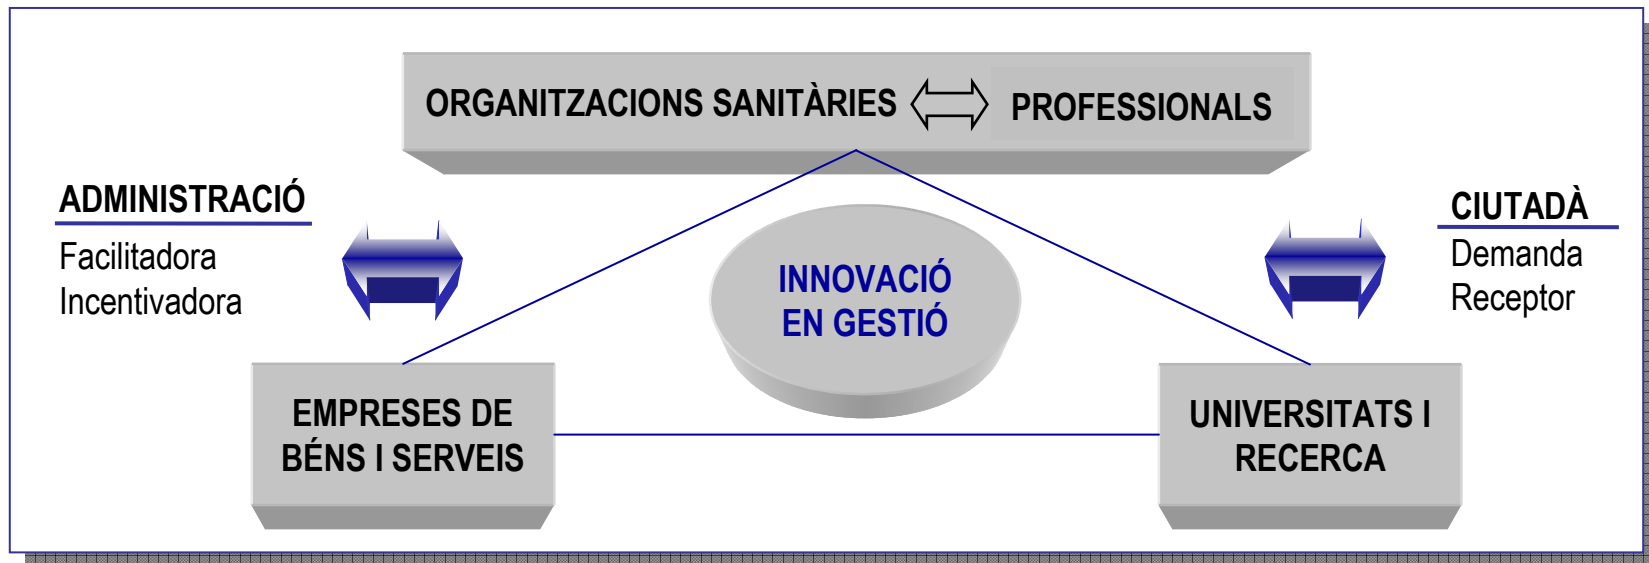 ORGANITZACIONS SANITÀRIES PROFESSIONALS
ADMINISTRACIÓ
Facilitadora
Incentivadora
CIUTADÀ
Demanda
Receptor
INNOVACIÓ
EN GESTIÓ
EMPRESES DE
BÉNS I SERVEIS
UNIVERSITATS I
RECERCA